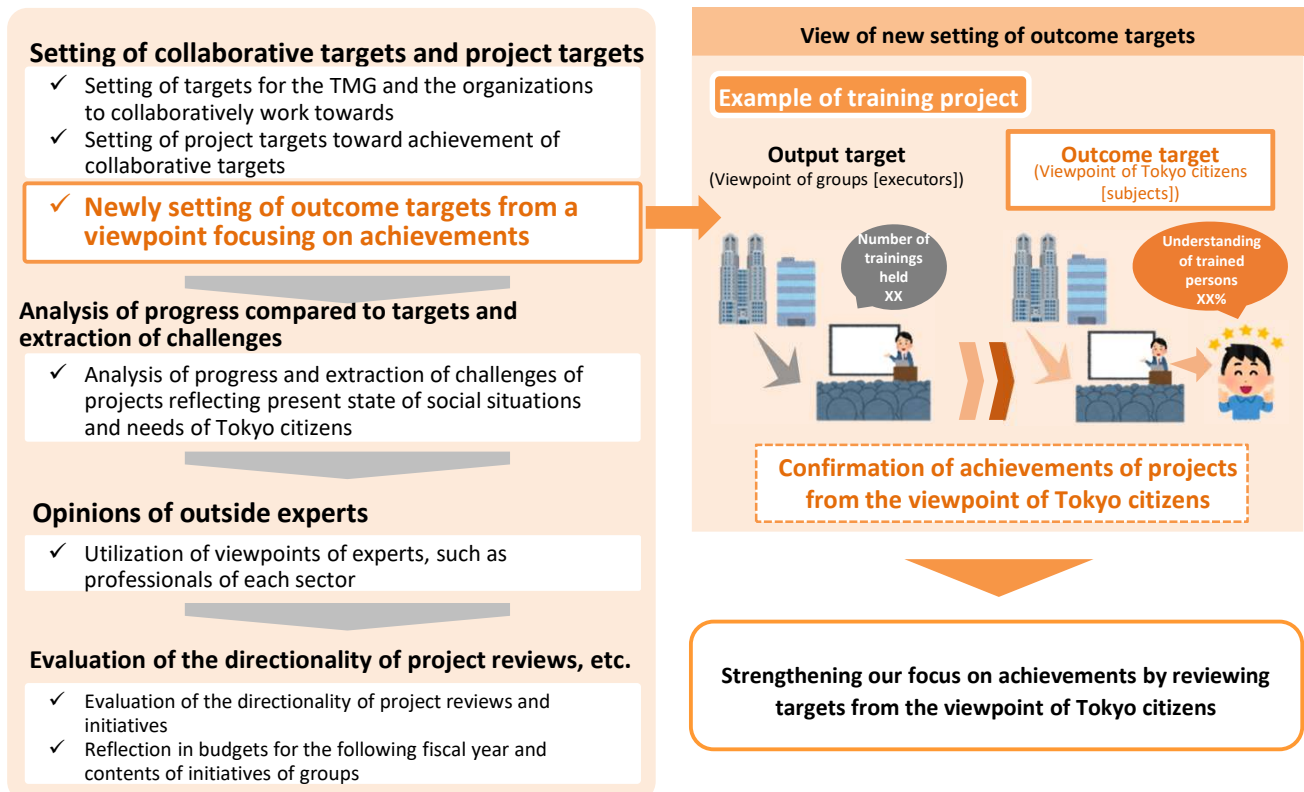 Setting of collaborative targets and project targets
✓ Setting of targets for the TMG and the organizations
to collaboratively work towards
✓ Setting of project targets toward achievement of
collaborative targets
✓ Newly setting of outcome targets from a
viewpoint focusing on achievements
Analysis of progress compared to targets and
extraction of challenges
✓ Analysis of progress and extraction of challenges of
projects reflecting present state of social situations
and needs of Tokyo citizens
Opinions of outside experts
✓ Utilization of viewpoints of experts, such as
professionals of each sector
Evaluation of the directionality of project reviews, etc.
✓ Evaluation of the directionality of project reviews and
initiatives
✓ Reflection in budgets for the following fiscal year and
contents of initiatives of groups
View of new setting of outcome targets
Example of training project
Output target
(Viewpoint of groups [executors])
Number of
trainings
held
XX
Outcome target
(Viewpoint of Tokyo citizens
[subjects])
Understanding
of trained
persons
XX%
Confirmation of achievements of projects
from the viewpoint of Tokyo citizens
Strengthening our focus on achievements by reviewing
targets from the viewpoint of Tokyo citizens